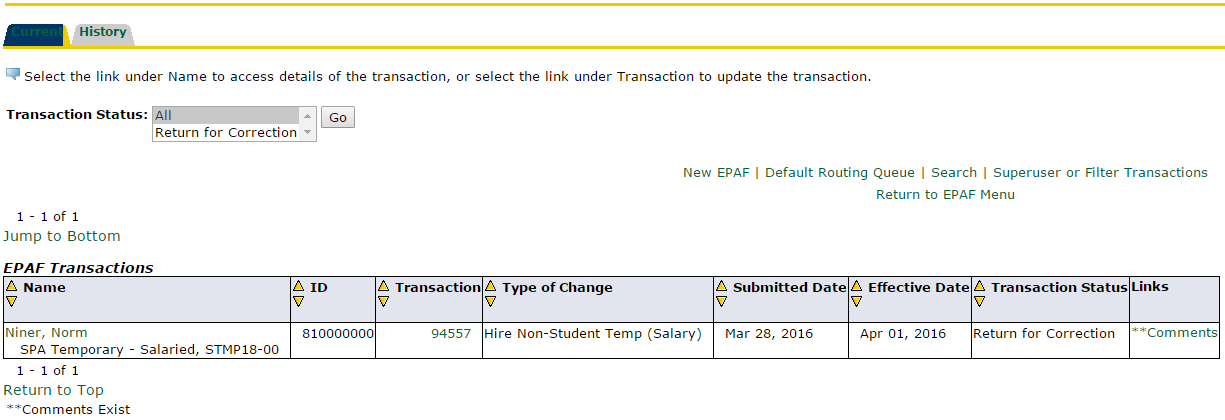 Current History
Select the link under Name to access details of the transaction, or select the link under Transaction to update the transaction.
Transaction Status: All Go
Return for Correction
New EPAF | Default Routing Queue | Search | Superuser or Filter Transactions
Return to EPAF Menu
1 - 1 of 1
Jump to Bottom
EPAF Transactions
Name ID Transaction Type of Change Submitted Date Effective Date Transaction Status Links
Niner, Norm 810000000 94557 Hire Non-Student Temp (Salary) Mar 28, 2016 Apr 01, 2016 Return for Correction **Comments
SPA Temporary - Salaried, STMP18-00
1 - 1 of 1
Return to Top
**Comments Exist